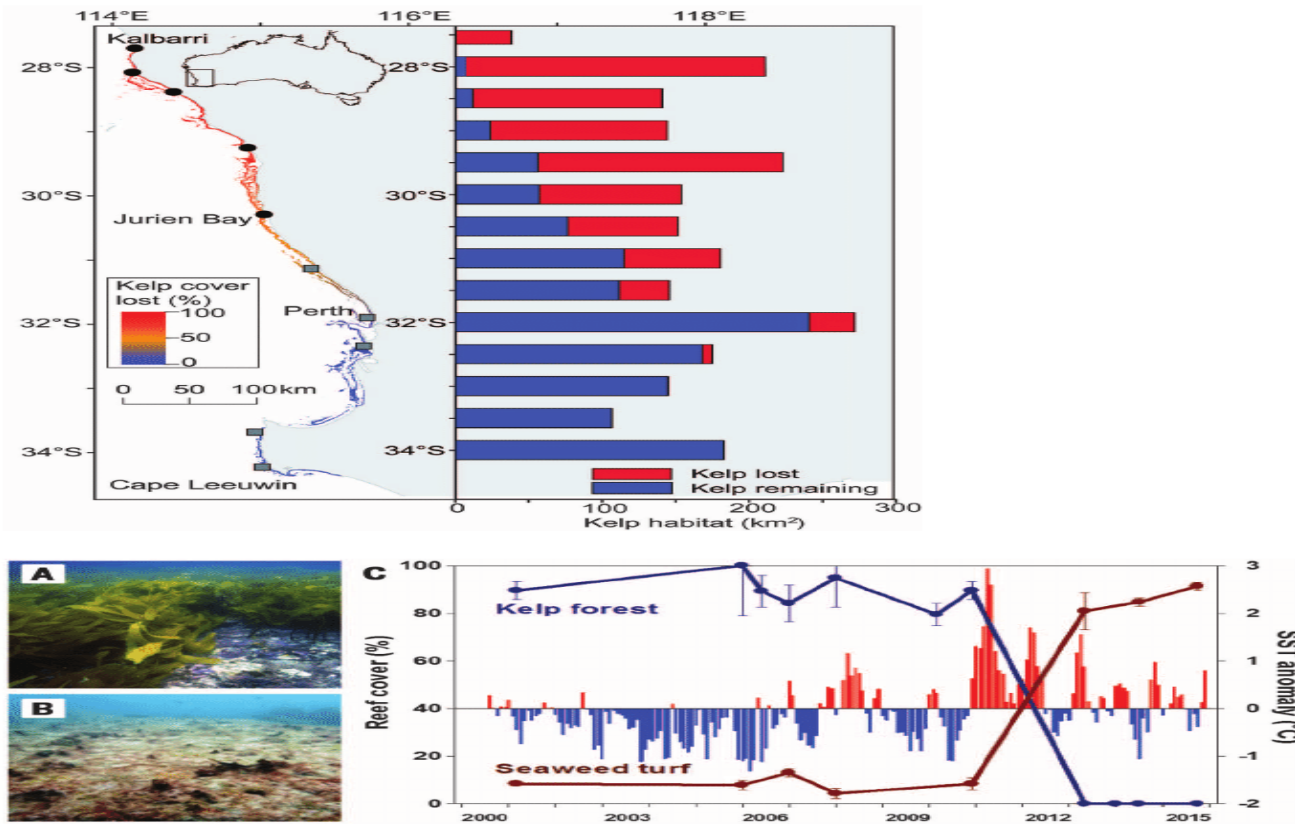 114°E 116°E 118°E
Kalbarri
28°S 28°S
30°S 30°S
Jurien Bay
Kelp cover
lost (%)
100
50
0
Perth
32°S 32°S
0 50 100km
34°S 34°S
Cape Leeuwin
Kelp lost
Kelp remaining
0 100 200 300
Kelp habitat (km²)
A
B
C
Reef cover (%)
100
80
60
40
20
0
Kelp forest
Seaweed turf
3
2
1
0
-1
-2
SST anomaly (°C)
2000 2003 2006 2009 2012 2015